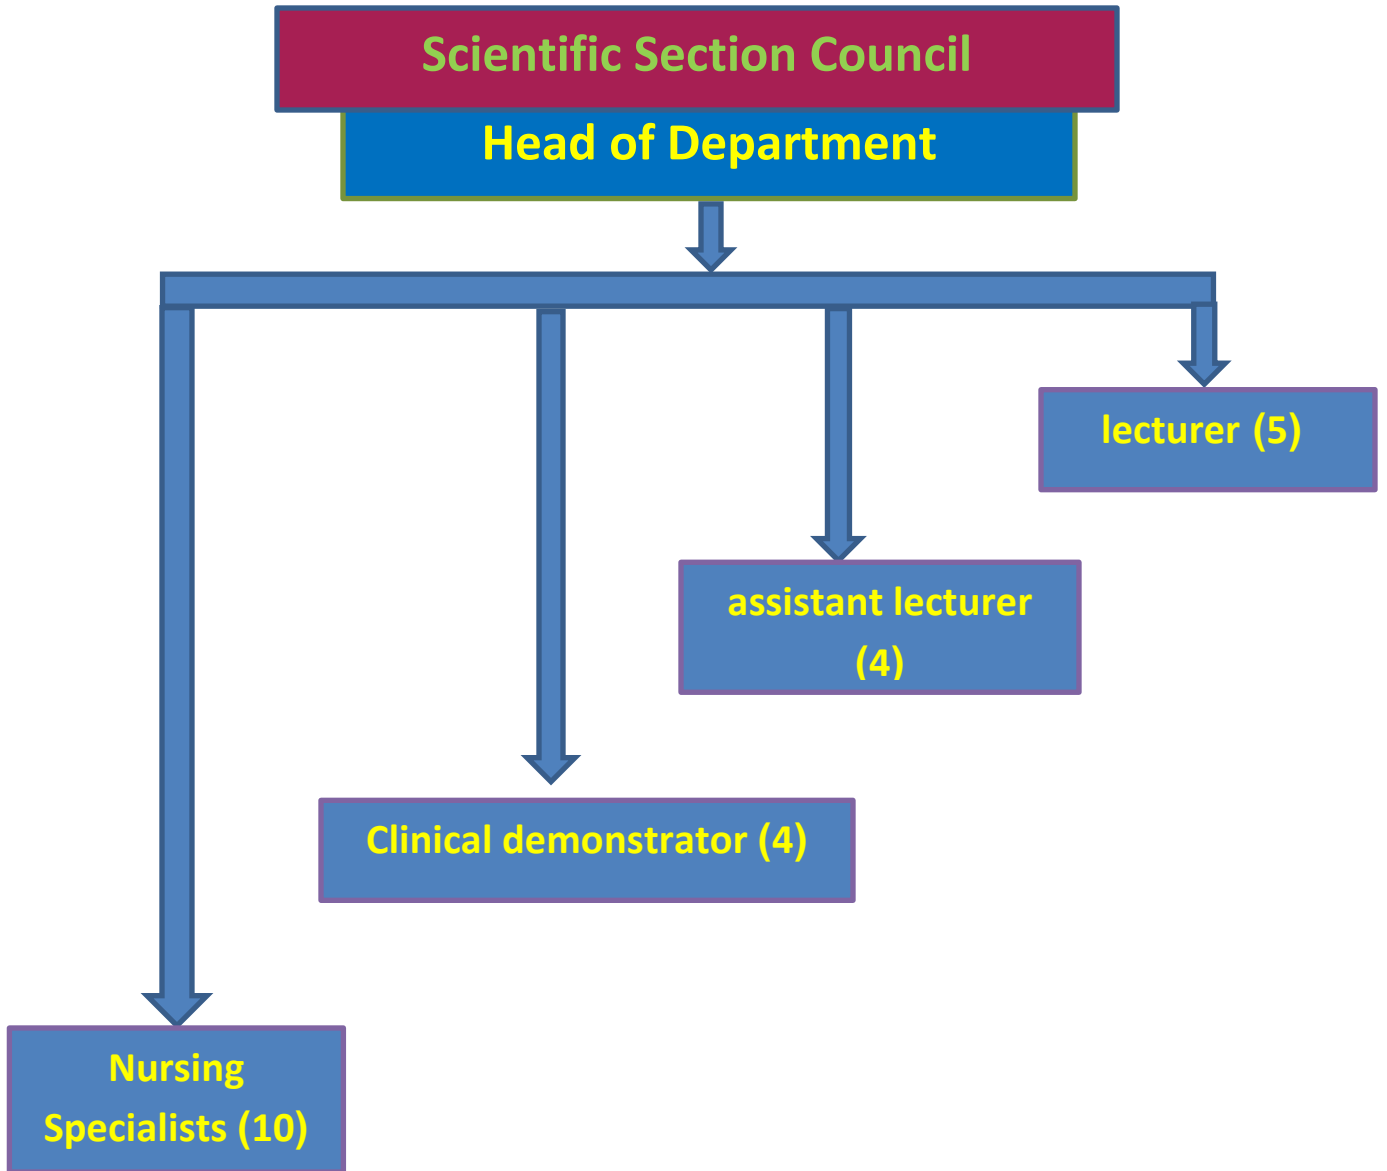 Scientific Section Council
Head of Department
lecturer (5)
assistant lecturer
(4)
Clinical demonstrator (4)
Nursing
Specialists (10)